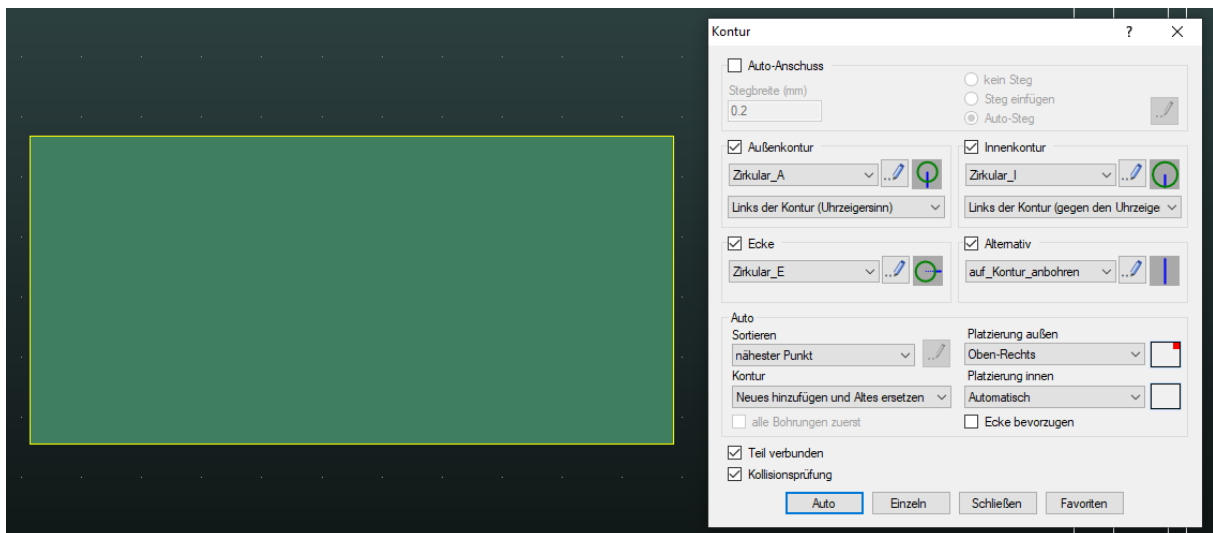 Kontur ?
Auto-Anschuss
Stegbreite (mm)
0.2
kein Steg
Steg einfügen
Auto-Steg
Außenkontur
Zirkular_A
Links der Kontur (Uhrzeigersinn)
Innenkontur
Zirkular_I
Links der Kontur (gegen den Uhrzeige
Ecke
Zirkular_E
Alternativ
auf_Kontur_anbohren
Auto
Sortieren
nähester Punkt
Kontur
Neues hinzufügen und Altes ersetzen
alle Bohrungen zuerst
Platzierung außen
Oben-Rechts
Platzierung innen
Automatisch
Ecke bevorzugen
Teil verbunden
Kollisionsprüfung
Auto Einzeln Schließen Favoriten